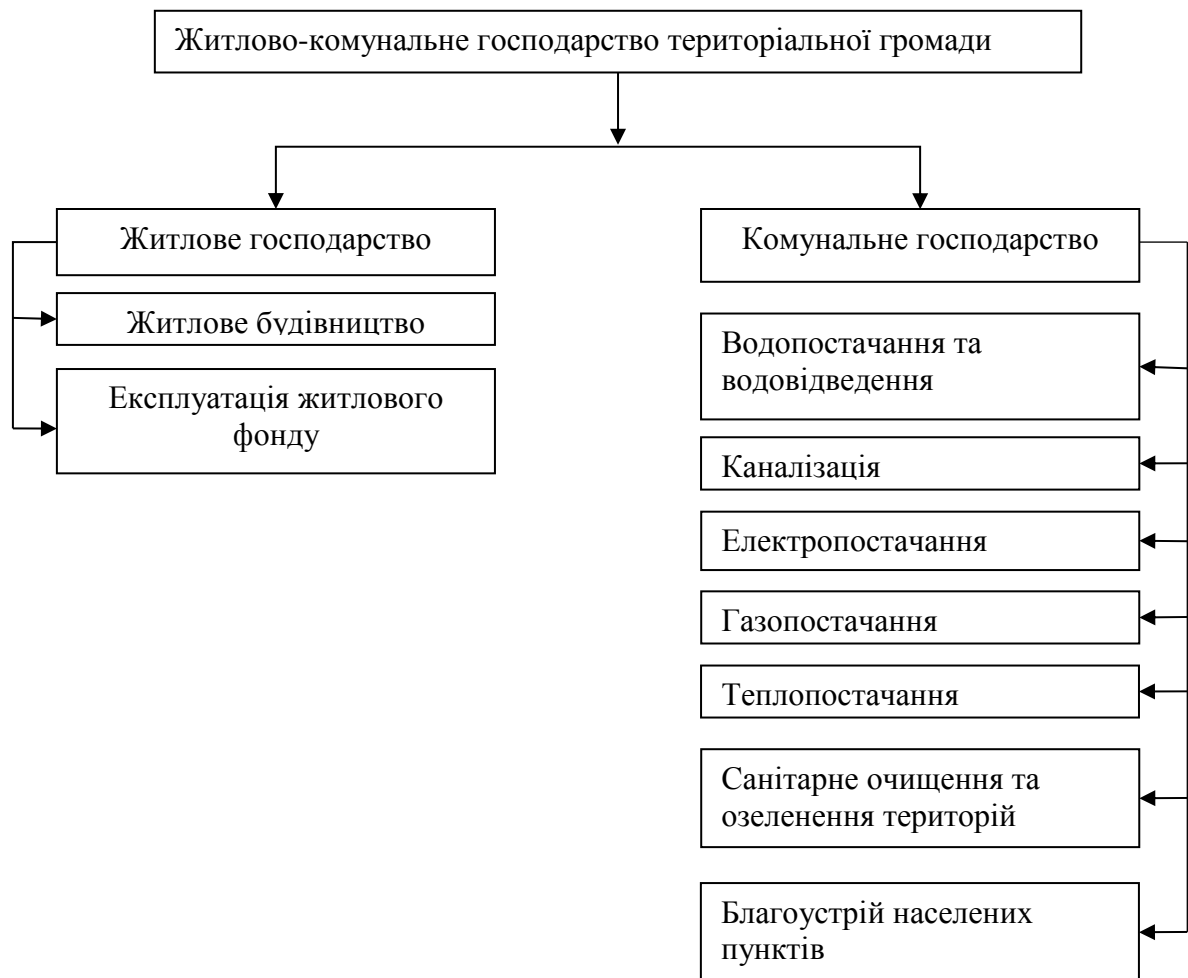 Житлово-комунальне господарство територіальної громади
Житлове господарство
Житлове будівництво
Експлуатація житлового
фонду
Комунальне господарство
Водопостачання та
водовідведення
Каналізація
Електропостачання
Газопостачання
Теплопостачання
Санітарне очищення та
озеленення територій
Благоустрій населених
пунктів